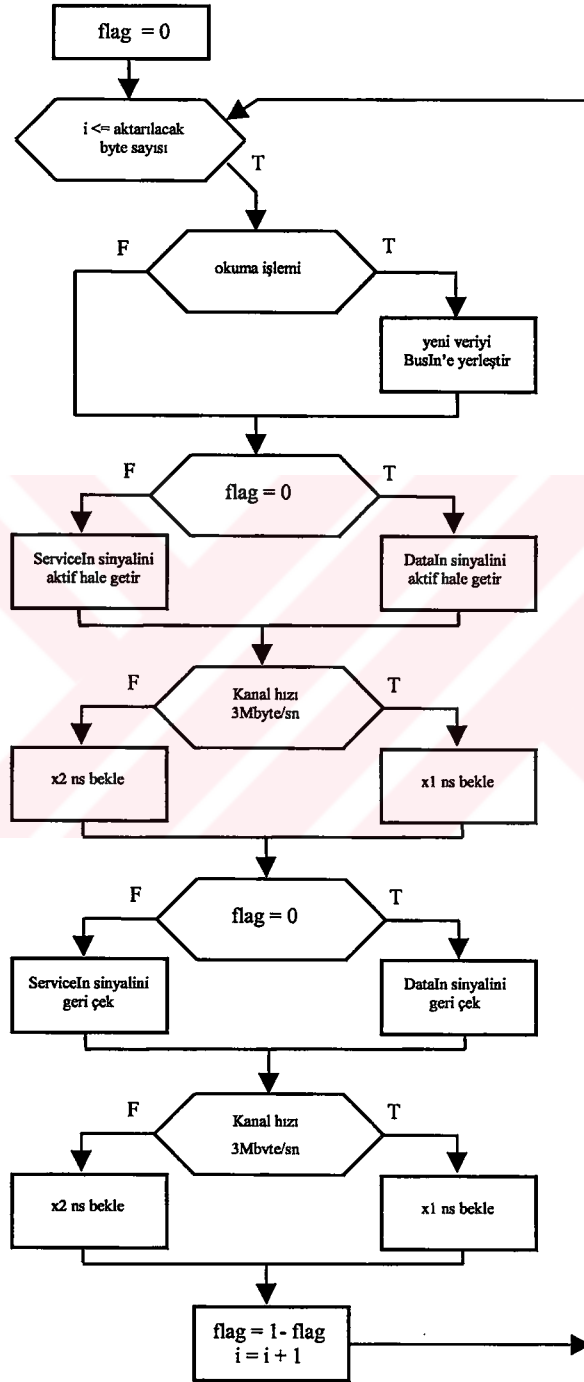 flag = 0
i <= aktarılacak
byte sayısı
T
F
okuma işlemi
T
yeni veriyi
BusIn'e yerleştir
F
flag = 0
T
ServiceIn sinyalini
aktif hale getir
DataIn sinyalini
aktif hale getir
F
Kanal hızı
3Mbyte/sn
T
x2 ns bekle
x1 ns bekle
F
flag = 0
T
ServiceIn sinyalini
geri çek
DataIn sinyalini
geri çek
F
Kanal hızı
3Mbyte/sn
T
x2 ns bekle
x1 ns bekle
flag = 1- flag
i = i + 1